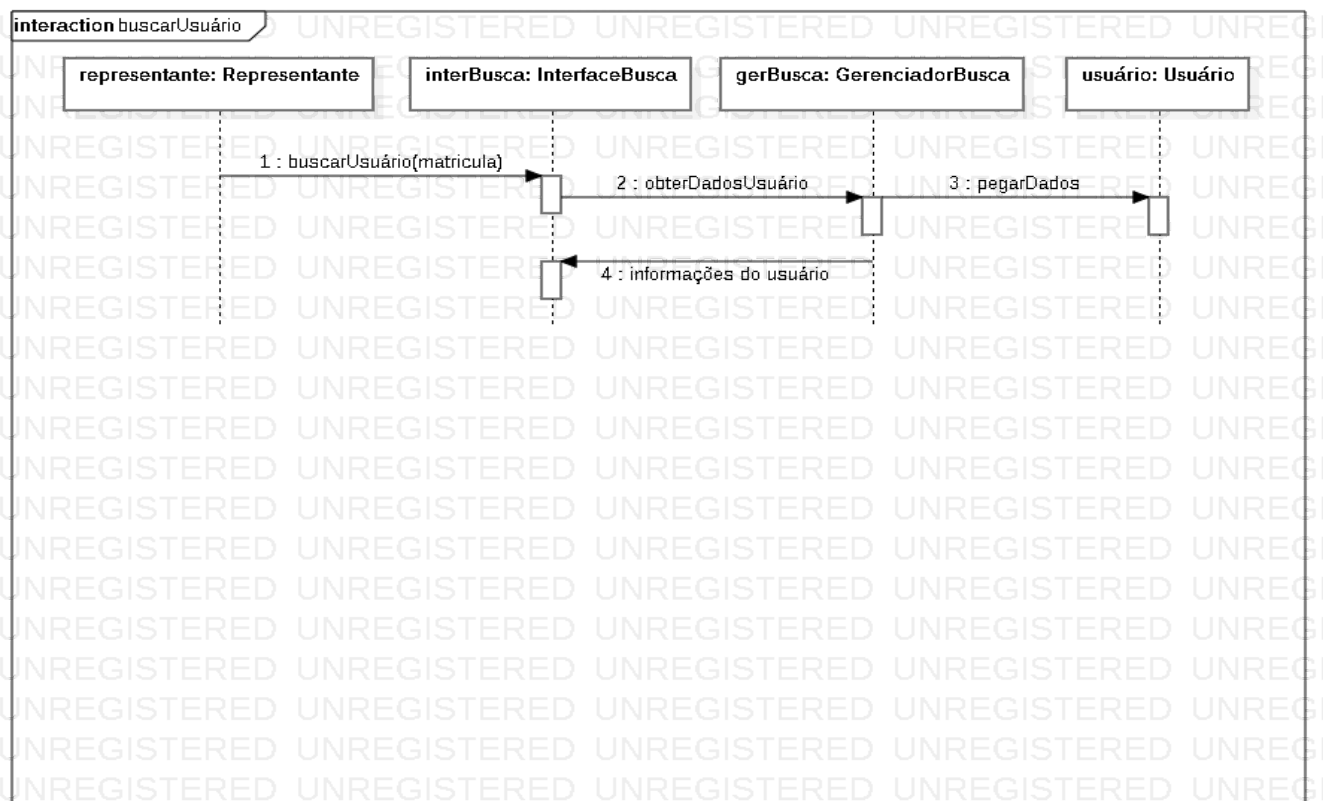 interaction buscarUsuário
representante: Representante
interBusca: InterfaceBusca
gerBusca: GerenciadorBusca
usuário: Usuário
1 : buscarUsuário(matricula)
2 : obterDadosUsuário
3 : pegarDados
4 : informações do usuário
UNREGISTERED